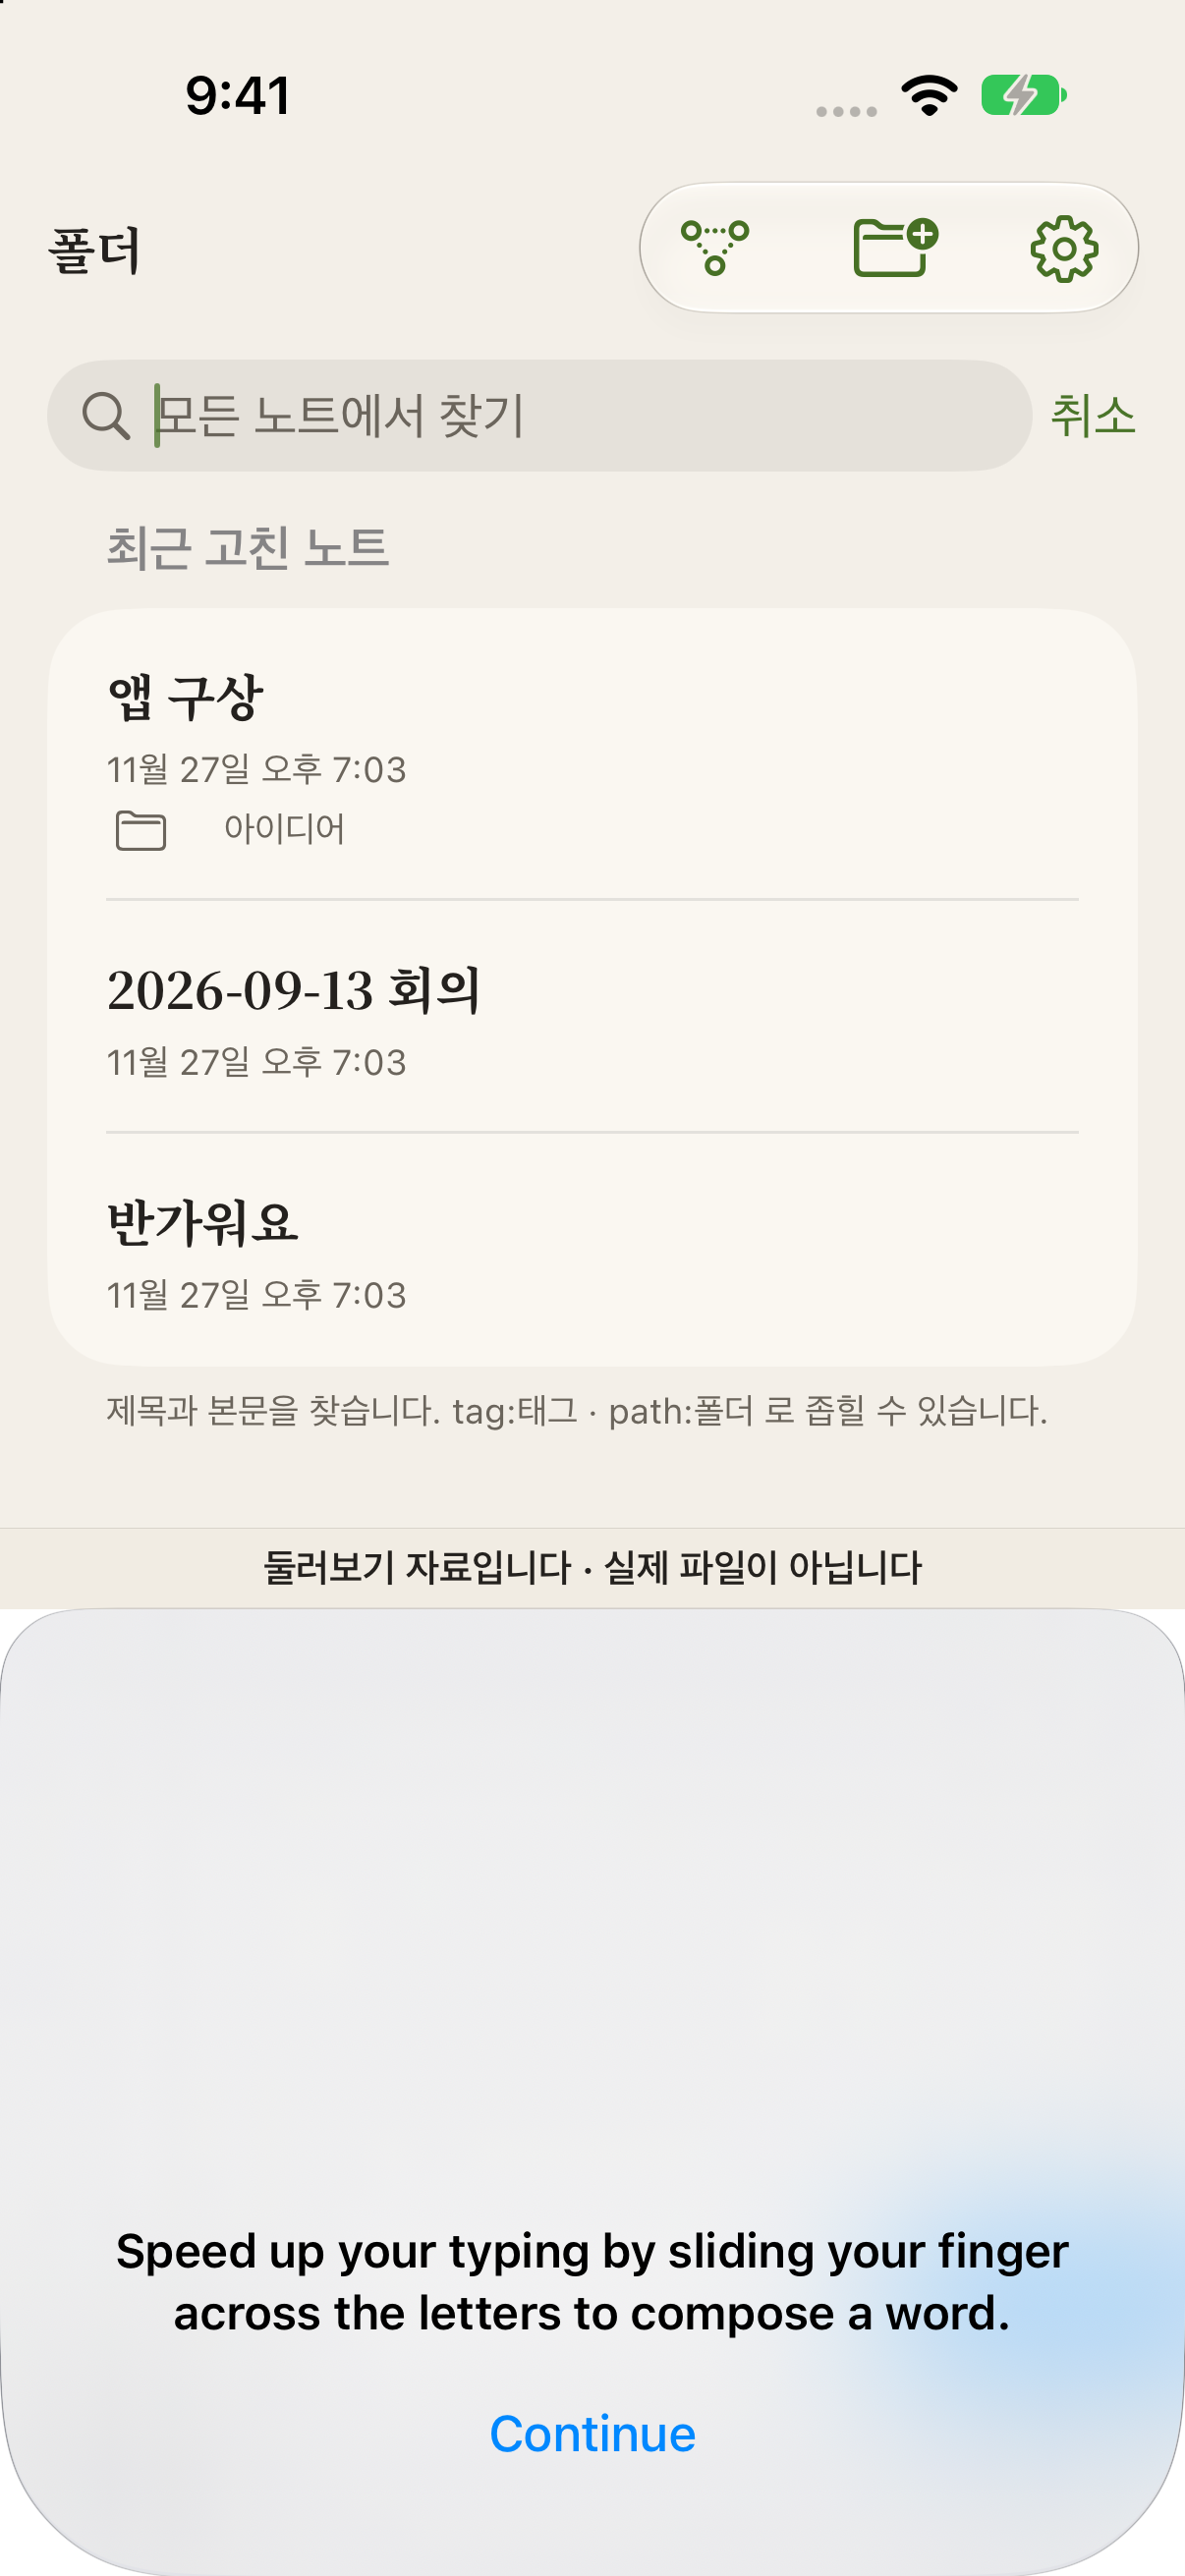 9:41
폴더
모든 노트에서 찾기
취소
최근 고친 노트
앱 구상
11월 27일 오후 7:03
아이디어
2026-09-13 회의
11월 27일 오후 7:03
반가워요
11월 27일 오후 7:03
제목과 본문을 찾습니다. tag:태그 · path:폴더 로 좁힐 수 있습니다.
둘러보기 자료입니다 · 실제 파일이 아닙니다
Speed up your typing by sliding your finger
across the letters to compose a word.
Continue